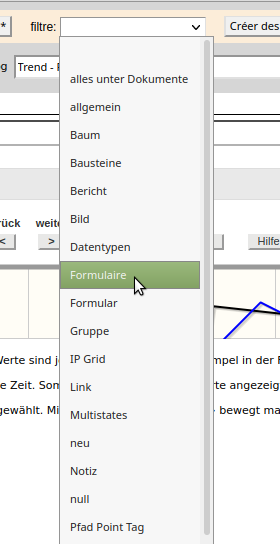 * filtre: Créer des
g Trend - F
alles unter Dokumente
allgemein
Baum
Bausteine
Bericht
Bild
rück weite
Datentypen
< > Hilfe
Formulaire
Formular
Gruppe
Werte sind j IP Grid mpel in der F
e Zeit. Som Link rte angezeig
gewählt. Mi Multistates bewegt ma
neu
Notiz
null
Pfad Point Tag